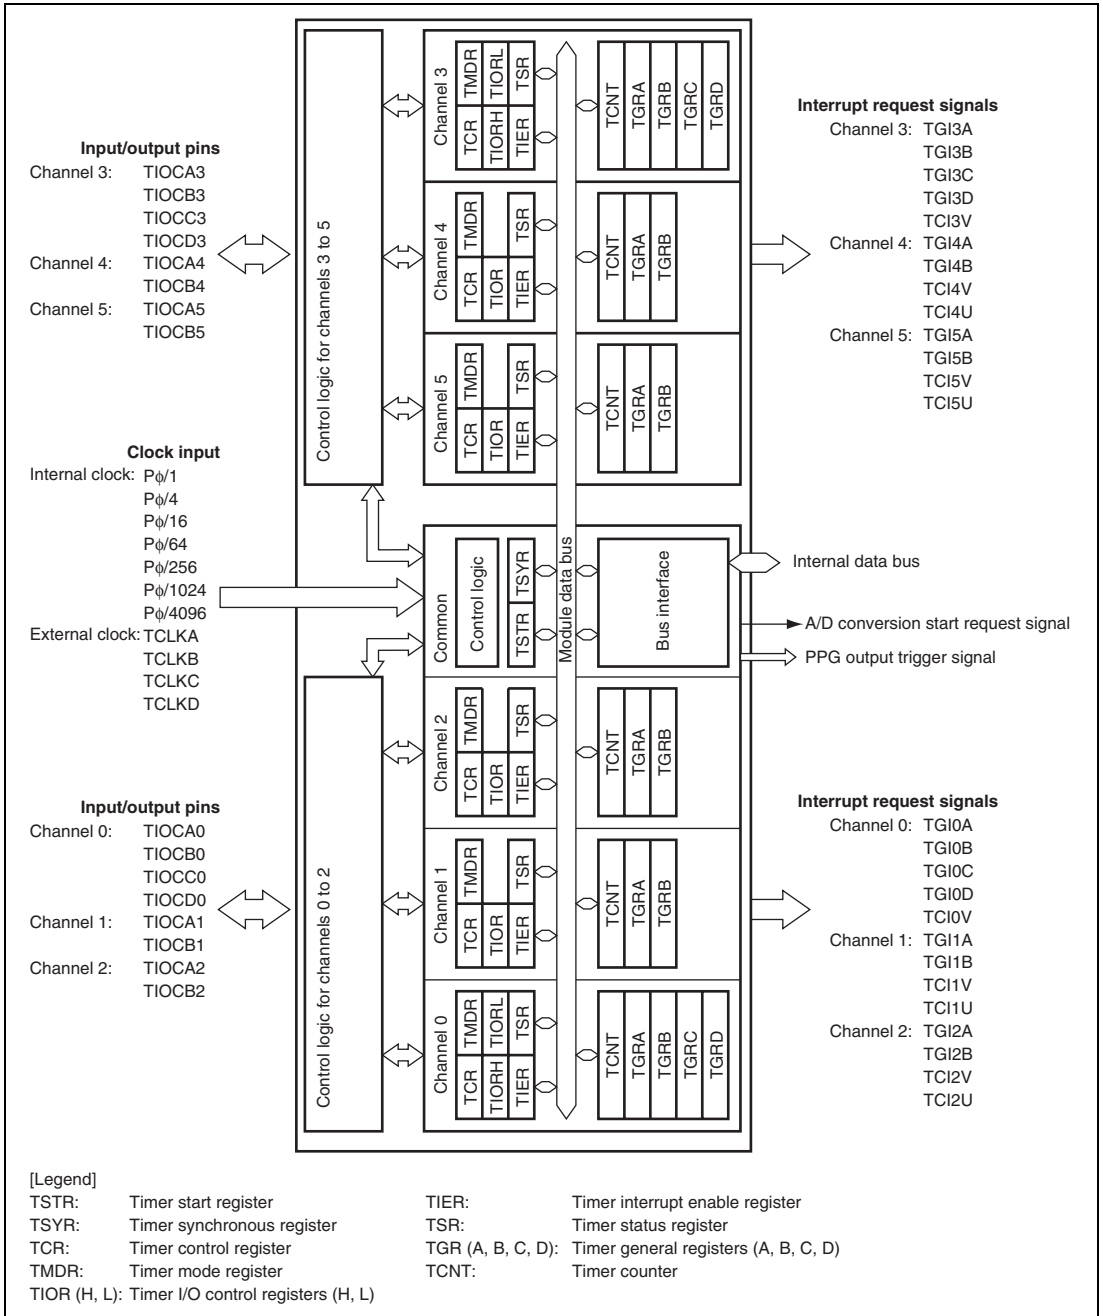 Input/output pins
Channel 3: TIOCA3
TIOCB3
TIOCC3
TIOCD3
Channel 4: TIOCA4
TIOCB4
Channel 5: TIOCA5
TIOCB5
Clock input
Internal clock: Pϕ/1
Pϕ/4
Pϕ/16
Pϕ/64
Pϕ/256
Pϕ/1024
Pϕ/4096
External clock: TCLKA
TCLKB
TCLKC
TCLKD
Input/output pins
Channel 0: TIOCA0
TIOCB0
TIOCC0
TIOCD0
Channel 1: TIOCA1
TIOCB1
Channel 2: TIOCA2
TIOCB2
Control logic for channels 3 to 5
Control logic for channels 0 to 2
Channel 3
TCR TMDR
TIORH TIORL
TIER TSR
TCNT
TGRA
TGRB
TGRC
TGRD
Channel 4
TCR TMDR
TIOR
TIER TSR
TCNT
TGRA
TGRB
Channel 5
TCR TMDR
TIOR
TIER TSR
TCNT
TGRA
TGRB
Common
Control logic
TSTR TSYR
Module data bus
Bus interface
Channel 2
TCR TMDR
TIOR
TIER TSR
TCNT
TGRA
TGRB
Channel 1
TCR TMDR
TIOR
TIER TSR
TCNT
TGRA
TGRB
Channel 0
TCR TMDR
TIORH TIORL
TIER TSR
TCNT
TGRA
TGRB
TGRC
TGRD
Interrupt request signals
Channel 3: TGI3A
TGI3B
TGI3C
TGI3D
TCI3V
Channel 4: TGI4A
TGI4B
TCI4V
TCI4U
Channel 5: TGI5A
TGI5B
TCI5V
TCI5U
Internal data bus
A/D conversion start request signal
PPG output trigger signal
Interrupt request signals
Channel 0: TGI0A
TGI0B
TGI0C
TGI0D
TCI0V
Channel 1: TGI1A
TGI1B
TCI1V
TCI1U
Channel 2: TGI2A
TGI2B
TCI2V
TCI2U
[Legend]
TSTR: Timer start register
TSYR: Timer synchronous register
TCR: Timer control register
TMDR: Timer mode register
TIOR (H, L): Timer I/O control registers (H, L)
TIER: Timer interrupt enable register
TSR: Timer status register
TGR (A, B, C, D): Timer general registers (A, B, C, D)
TCNT: Timer counter